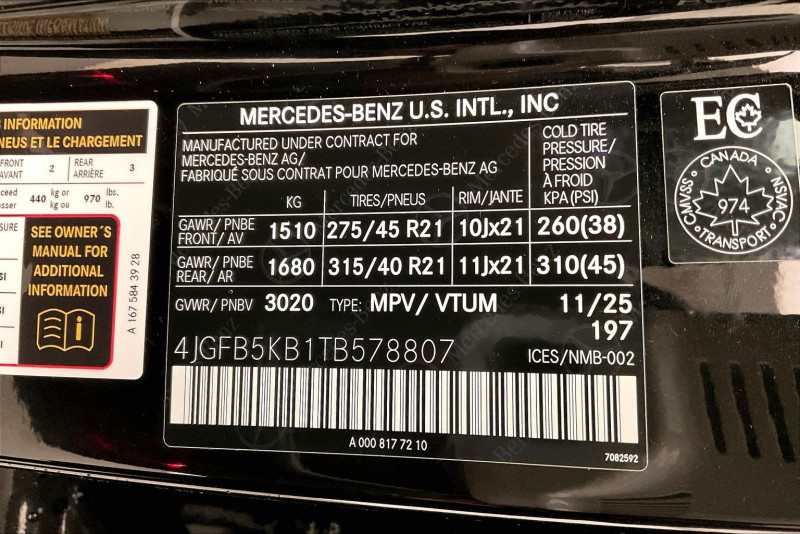 S INFORMATION
NEUS ET LE CHARGEMENT
FRONT
AVANT 2 REAR
ARRIÈRE 3
440 kg or
kg ou 970 lbs.
lb.
SEE OWNER´S
MANUAL FOR
ADDITIONAL
INFORMATION
A 167 584 39 28
MERCEDES-BENZ U.S. INTL., INC
MANUFACTURED UNDER CONTRACT FOR
MERCEDES-BENZ AG/
FABRIQUÉ SOUS CONTRAT POUR MERCEDES-BENZ AG
COLD TIRE
PRESSURE/
PRESSION
À FROID
KPA (PSI)
KG TIRES/PNEUS RIM/JANTE
GAWR/ PNBE
FRONT/ AV 1510 275/45 R21 10Jx21 260(38)
GAWR/ PNBE
REAR/ AR 1680 315/40 R21 11Jx21 310(45)
GVWR/ PNBV 3020 TYPE: MPV/ VTUM 11/25
197
4JGFB5KB1TB578807 ICES/NMB-002
A 000 817 72 10
7082592
EC
CANADA
CMVSS NSVAC
974
TRANSPORT